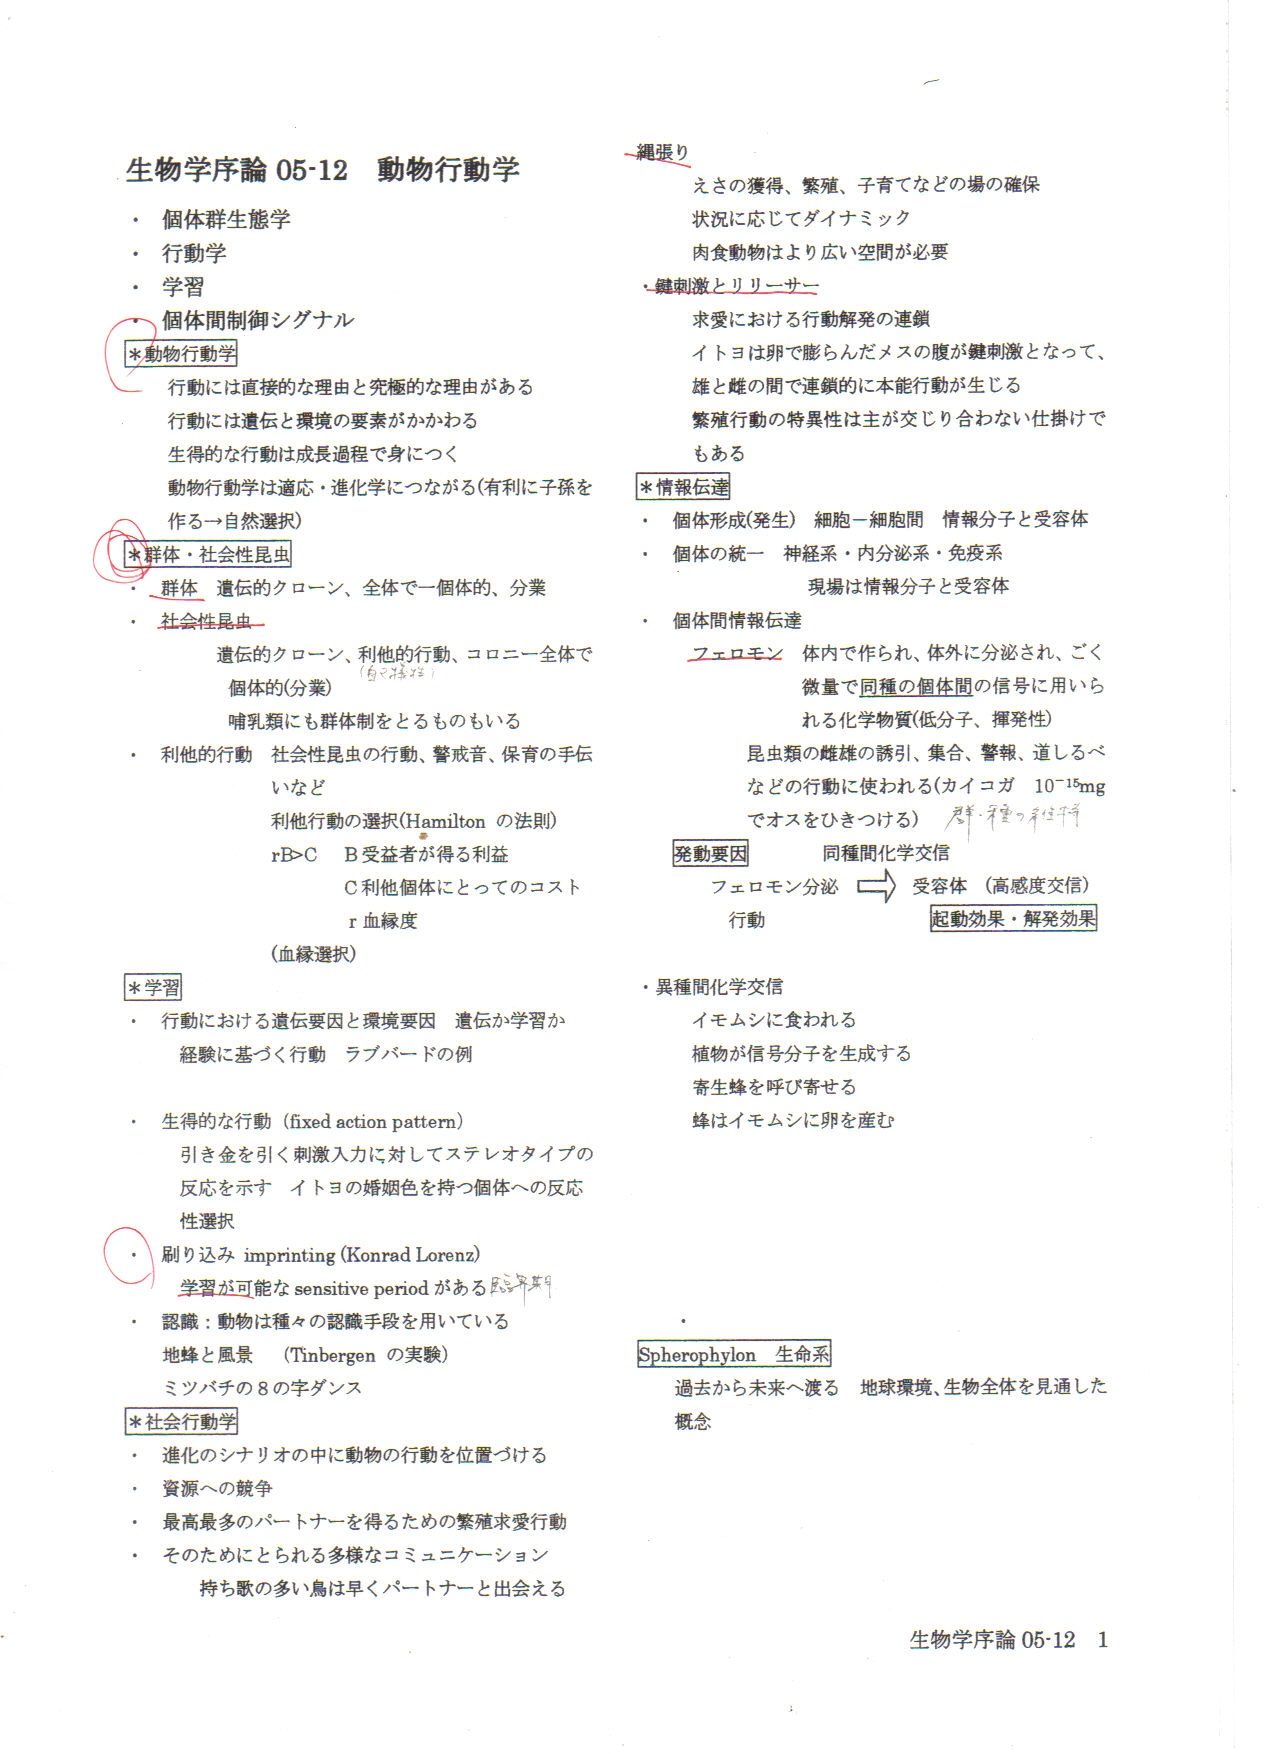 生物学序論 05-12　動物行動学
・ 個体群生態学
・ 行動学
・ 学習
・ 個体間制御シグナル
＊動物行動学
行動には直接的な理由と究極的な理由がある
行動には遺伝と環境の要素がかかわる
生得的な行動は成長過程で身につく
動物行動学は適応・進化学につながる(有利に子孫を
作る→自然選択)
＊群体・社会性昆虫
・ 群体　遺伝的クローン、全体で一個体的、分業
・ 社会性昆虫
遺伝的クローン、利他的行動、コロニー全体で
個体的(分業)
哺乳類にも群体制をとるものもいる
・ 利他的行動　社会性昆虫の行動、警戒音、保育の手伝
いなど
利他行動の選択(Hamilton の法則)
rB>C　B 受益者が得る利益
C 利他個体にとってのコスト
r 血縁度
(血縁選択)
＊学習
・ 行動における遺伝要因と環境要因　遺伝か学習か
経験に基づく行動　ラブバードの例
・ 生得的な行動（fixed action pattern）
引き金を引く刺激入力に対してステレオタイプの
反応を示す　イトヨの婚姻色を持つ個体への反応
性選択
・ 刷り込み imprinting (Konrad Lorenz)
学習が可能な sensitive period がある 臨界期
・ 認識：動物は種々の認識手段を用いている
地蜂と風景　（Tinbergen の実験）
ミツバチの８の字ダンス
＊社会行動学
・ 進化のシナリオの中に動物の行動を位置づける
・ 資源への競争
・ 最高最多のパートナーを得るための繁殖求愛行動
・ そのためにとられる多様なコミュニケーション
持ち歌の多い鳥は早くパートナーと出会える
縄張り
えさの獲得、繁殖、子育てなどの場の確保
状況に応じてダイナミック
肉食動物はより広い空間が必要
・鍵刺激とリリーサー
求愛における行動解発の連鎖
イトヨは卵で膨らんだメスの腹が鍵刺激となって、
雄と雌の間で連鎖的に本能行動が生じる
繁殖行動の特異性は主が交じり合わない仕掛けで
もある
＊情報伝達
・ 個体形成(発生)　細胞－細胞間　情報分子と受容体
・ 個体の統一　神経系・内分泌系・免疫系
現場は情報分子と受容体
・ 個体間情報伝達
フェロモン　体内で作られ、体外に分泌され、ごく
微量で同種の個体間の信号に用いら
れる化学物質(低分子、揮発性)
昆虫類の雌雄の誘引、集合、警報、道しるべ
などの行動に使われる(カイコガ　10⁻¹⁵mg
でオスをひきつける)　群・種の維持
発動要因　同種間化学交信
フェロモン分泌 ⇨ 受容体　(高感度交信)
行動　起動効果・解発効果
・異種間化学交信
イモムシに食われる
植物が信号分子を生成する
寄生蜂を呼び寄せる
蜂はイモムシに卵を産む
・
Spherophylon　生命系
過去から未来へ渡る　地球環境、生物全体を見通した
概念
生物学序論 05-12　1